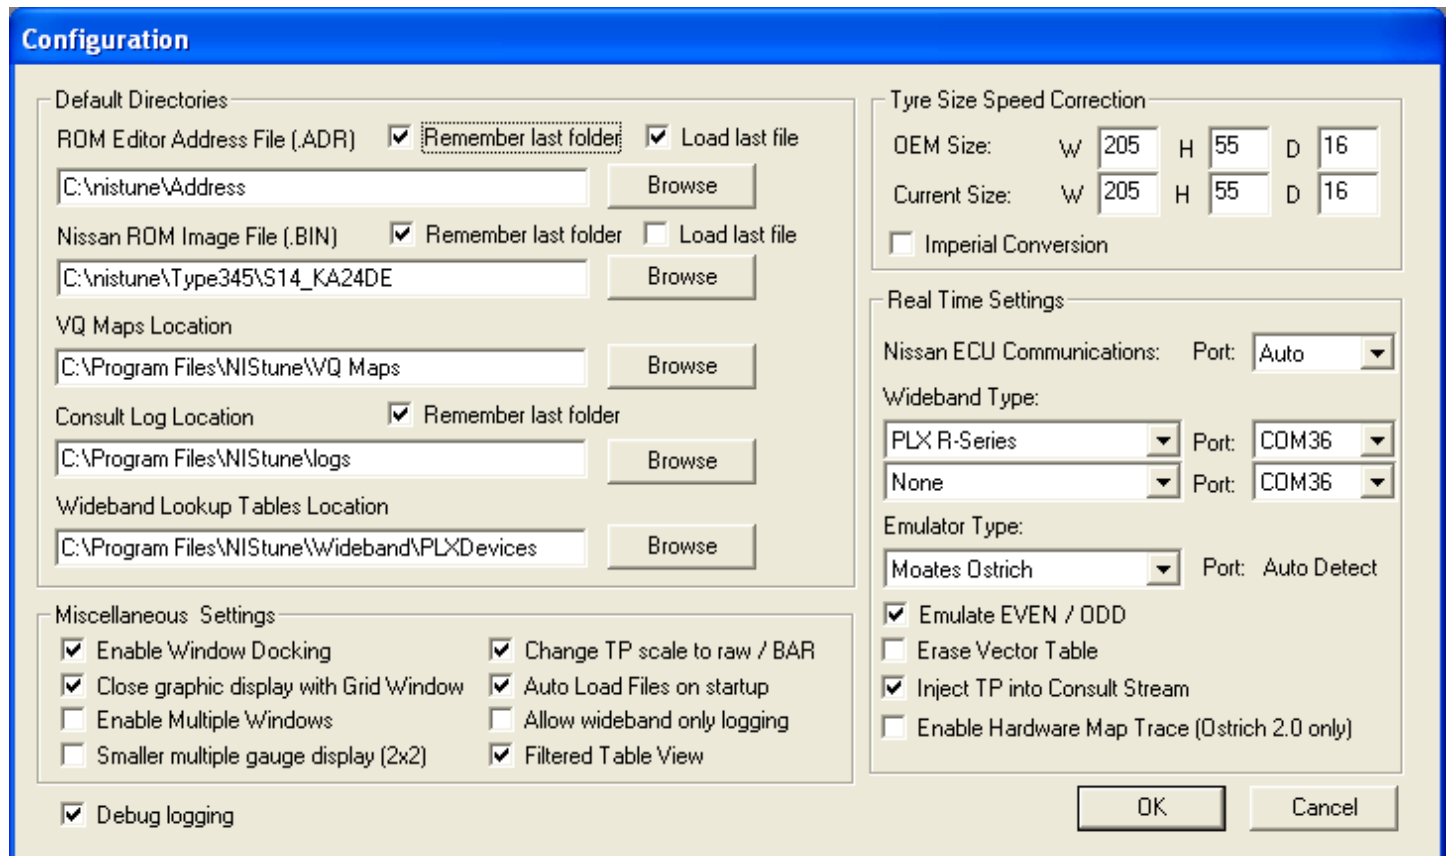 Configuration
Default Directories
ROM Editor Address File (.ADR) Remember last folder Load last file
C:\nistune\Address Browse
Nissan ROM Image File (.BIN) Remember last folder Load last file
C:\nistune\Type345\S14_KA24DE Browse
VQ Maps Location
C:\Program Files\NIStune\VQ Maps Browse
Consult Log Location Remember last folder
C:\Program Files\NIStune\logs Browse
Wideband Lookup Tables Location
C:\Program Files\NIStune\Wideband\PLXDevices Browse
Miscellaneous Settings
Enable Window Docking Change TP scale to raw / BAR
Close graphic display with Grid Window Auto Load Files on startup
Enable Multiple Windows Allow wideband only logging
Smaller multiple gauge display (2x2) Filtered Table View
Debug logging
Tyre Size Speed Correction
OEM Size: W 205 H 55 D 16
Current Size: W 205 H 55 D 16
Imperial Conversion
Real Time Settings
Nissan ECU Communications: Port: Auto
Wideband Type:
PLX R-Series Port: COM36
None Port: COM36
Emulator Type:
Moates Ostrich Port: Auto Detect
Emulate EVEN / ODD
Erase Vector Table
Inject TP into Consult Stream
Enable Hardware Map Trace (Ostrich 2.0 only)
OK Cancel